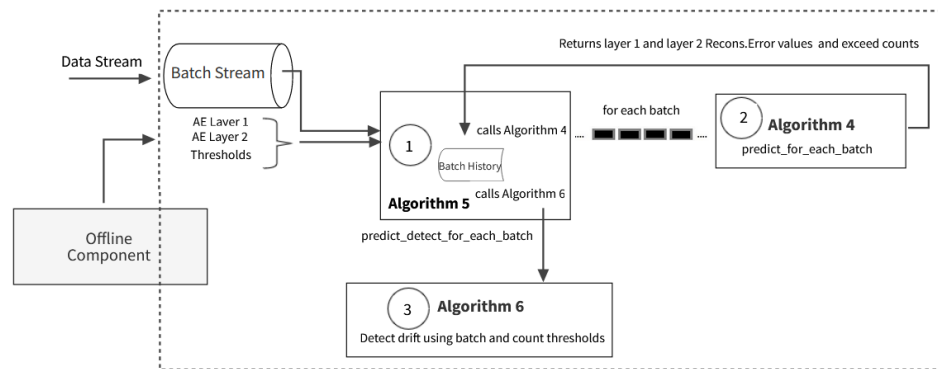 Returns layer 1 and layer 2 Recons.Error values and exceed counts
Data Stream
Batch Stream
AE Layer 1
AE Layer 2
Thresholds
1
calls Algorithm 4
Batch History
calls Algorithm 6
Algorithm 5
predict_detect_for_each_batch
for each batch
.... ....
2
Algorithm 4
predict_for_each_batch
Offline
Component
3
Algorithm 6
Detect drift using batch and count thresholds